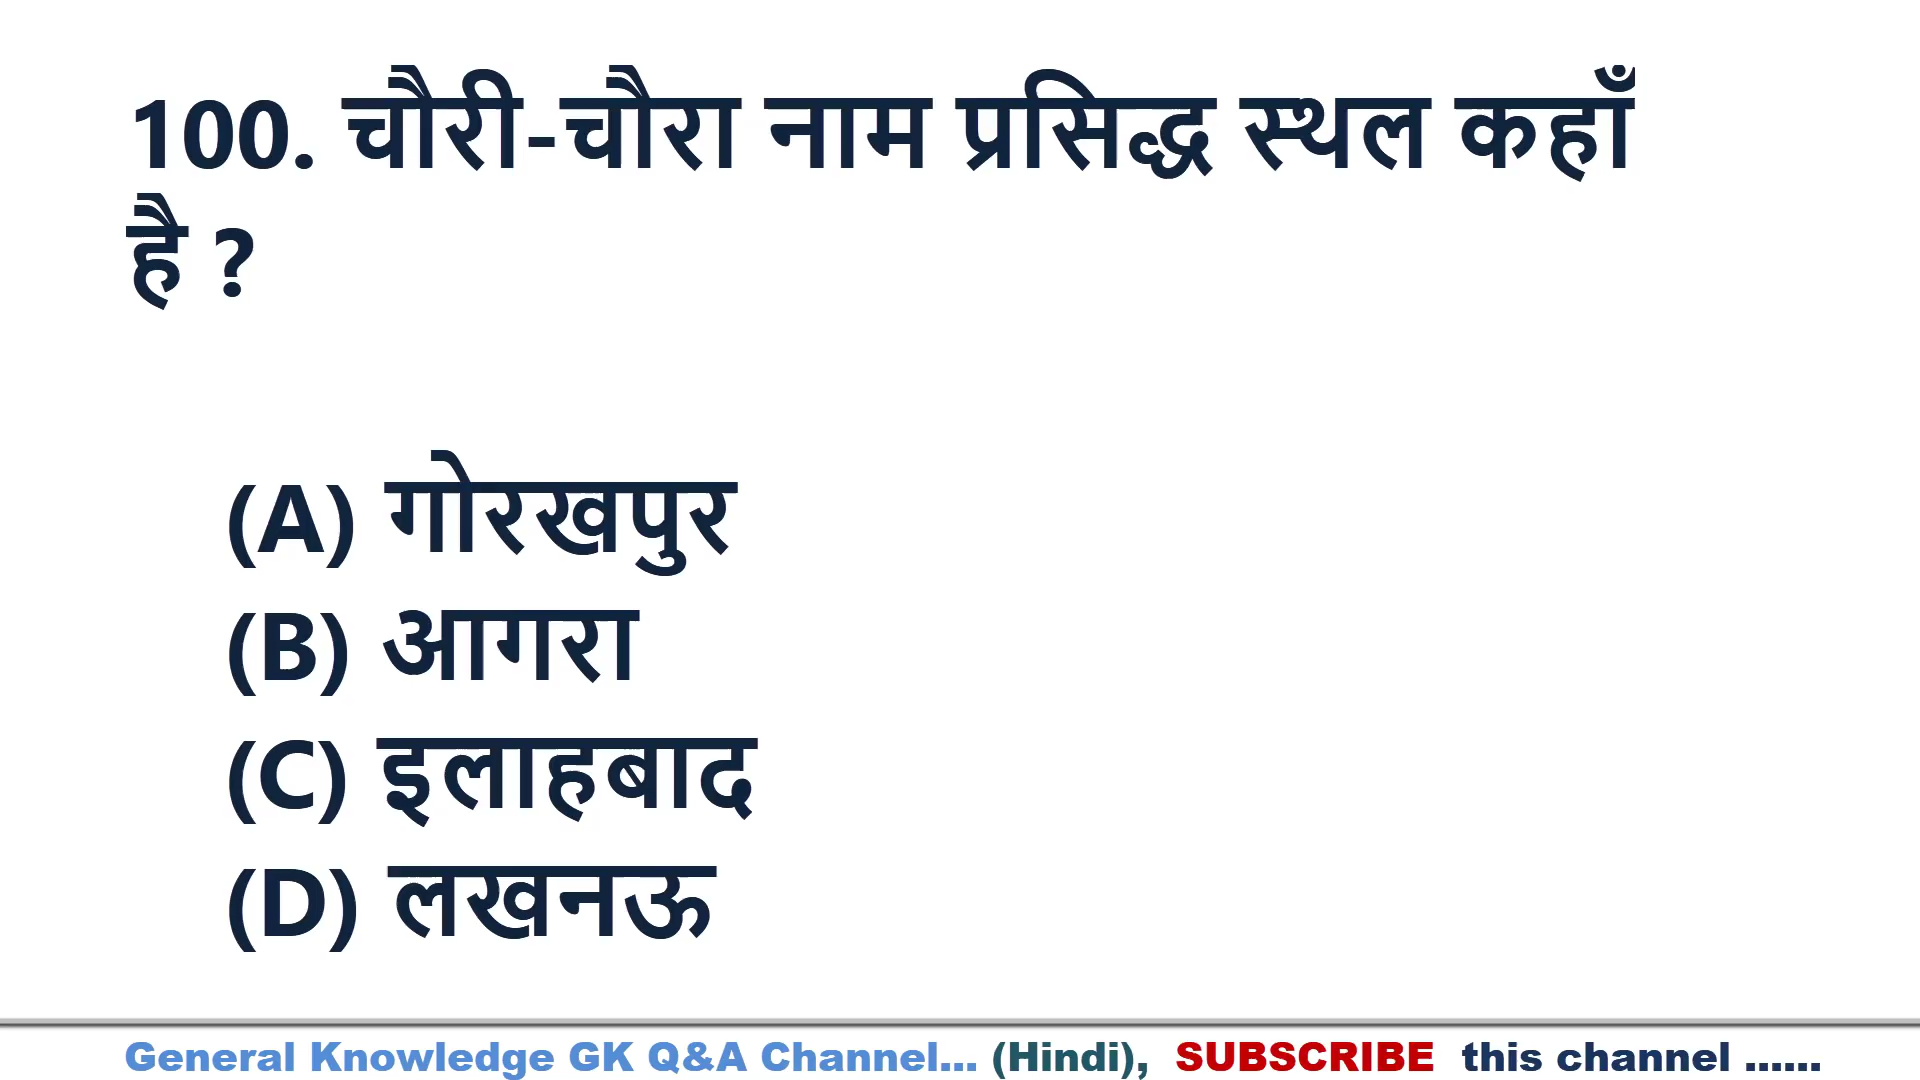 100. चौरी-चौरा नाम प्रसिद्ध स्थल कहाँ
है ?
(A) गोरखपुर
(B) आगरा
(C) इलाहबाद
(D) लखनऊ
General Knowledge GK Q&A Channel... (Hindi), SUBSCRIBE this channel ......